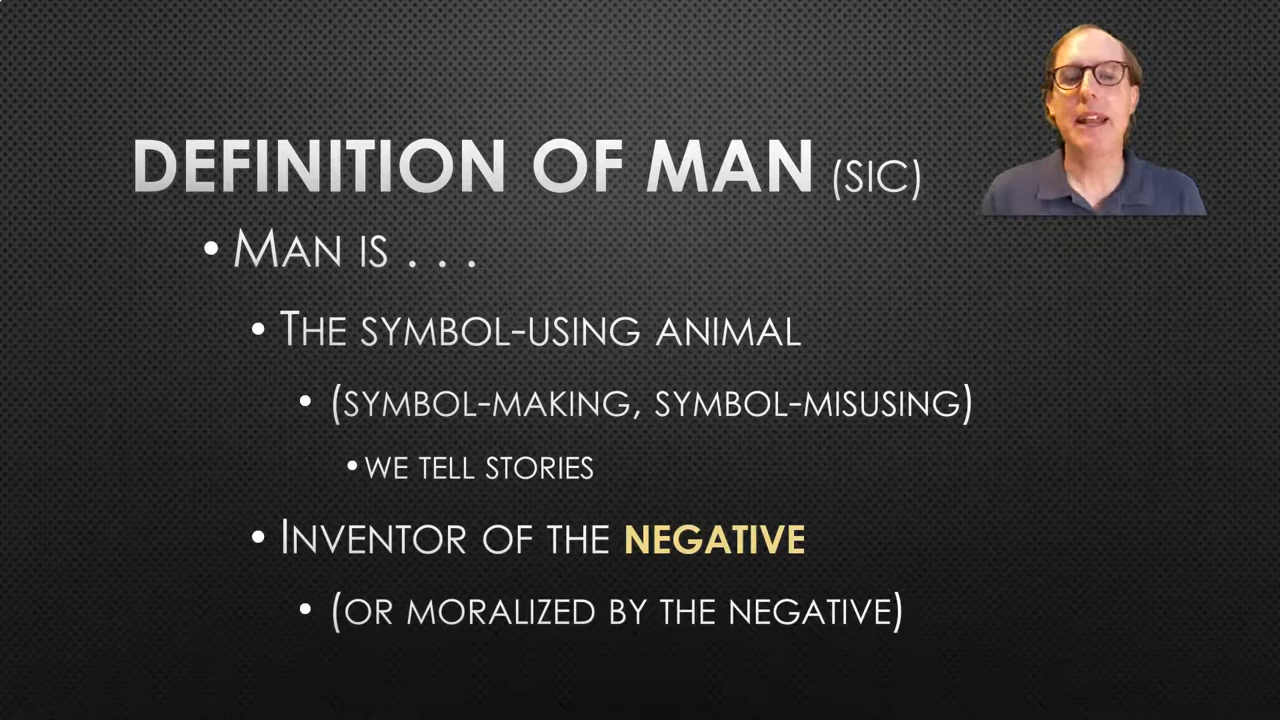 DEFINITION OF MAN (SIC)
• MAN IS . . .
• THE SYMBOL-USING ANIMAL
• (SYMBOL-MAKING, SYMBOL-MISUSING)
• WE TELL STORIES
• INVENTOR OF THE NEGATIVE
• (OR MORALIZED BY THE NEGATIVE)